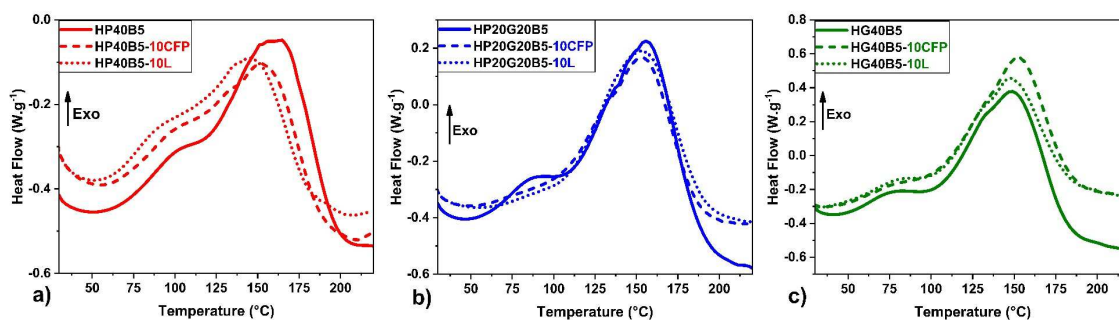 HP40B5
HP40B5-10CFP
HP40B5-10L
Exo
Heat Flow (W.g⁻¹)
0.0
-0.2
-0.4
-0.6
50 75 100 125 150 175 200
Temperature (°C)
a)
HP20G20B5
HP20G20B5-10CFP
HP20G20B5-10L
Exo
Heat Flow (W.g⁻¹)
0.2
0.0
-0.2
-0.4
-0.6
50 75 100 125 150 175 200
Temperature (°C)
b)
HG40B5
HG40B5-10CFP
HG40B5-10L
Exo
Heat Flow (W.g⁻¹)
0.8
0.6
0.4
0.2
0.0
-0.2
-0.4
-0.6
50 75 100 125 150 175 200
Temperature (°C)
c)